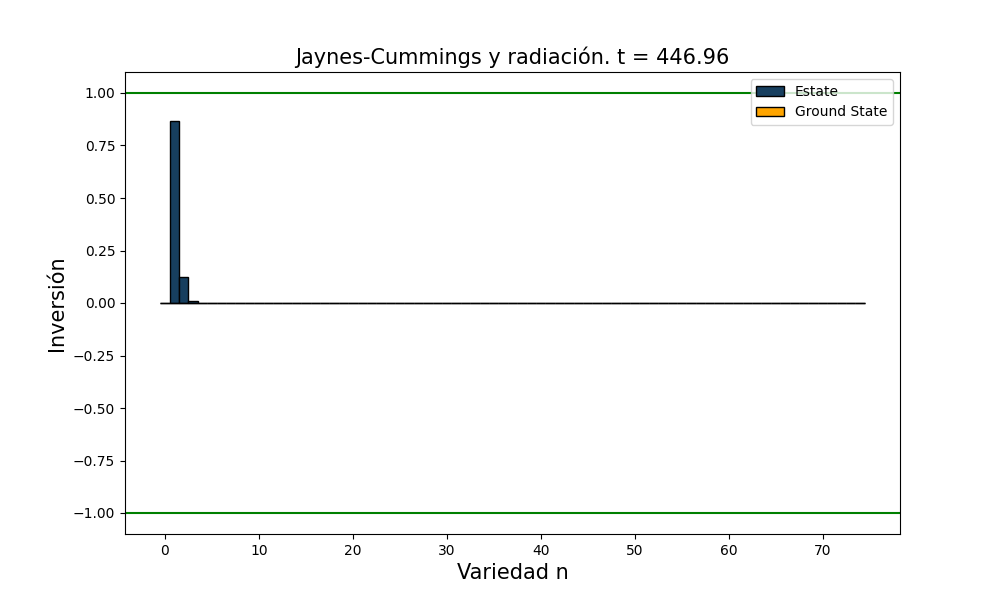 Jaynes-Cummings y radiación. t = 446.96
Estate
Ground State
1.00
0.75
0.50
0.25
0.00
−0.25
−0.50
−0.75
−1.00
Inversión
0 10 20 30 40 50 60 70
Variedad n